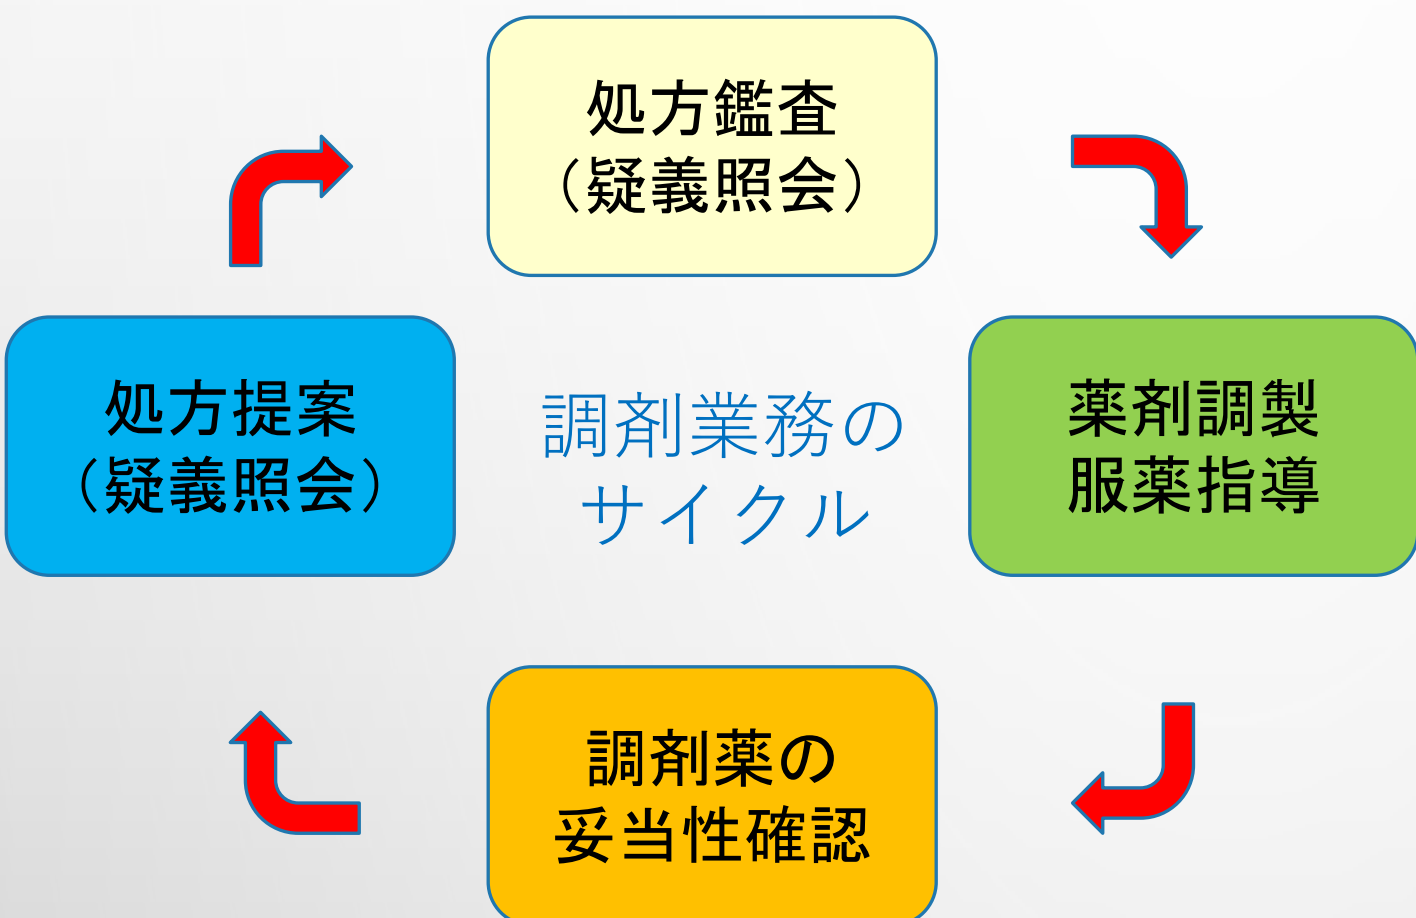 処方鑑査
（疑義照会）
処方提案
（疑義照会）
調剤業務の
サイクル
薬剤調製
服薬指導
調剤薬の
妥当性確認